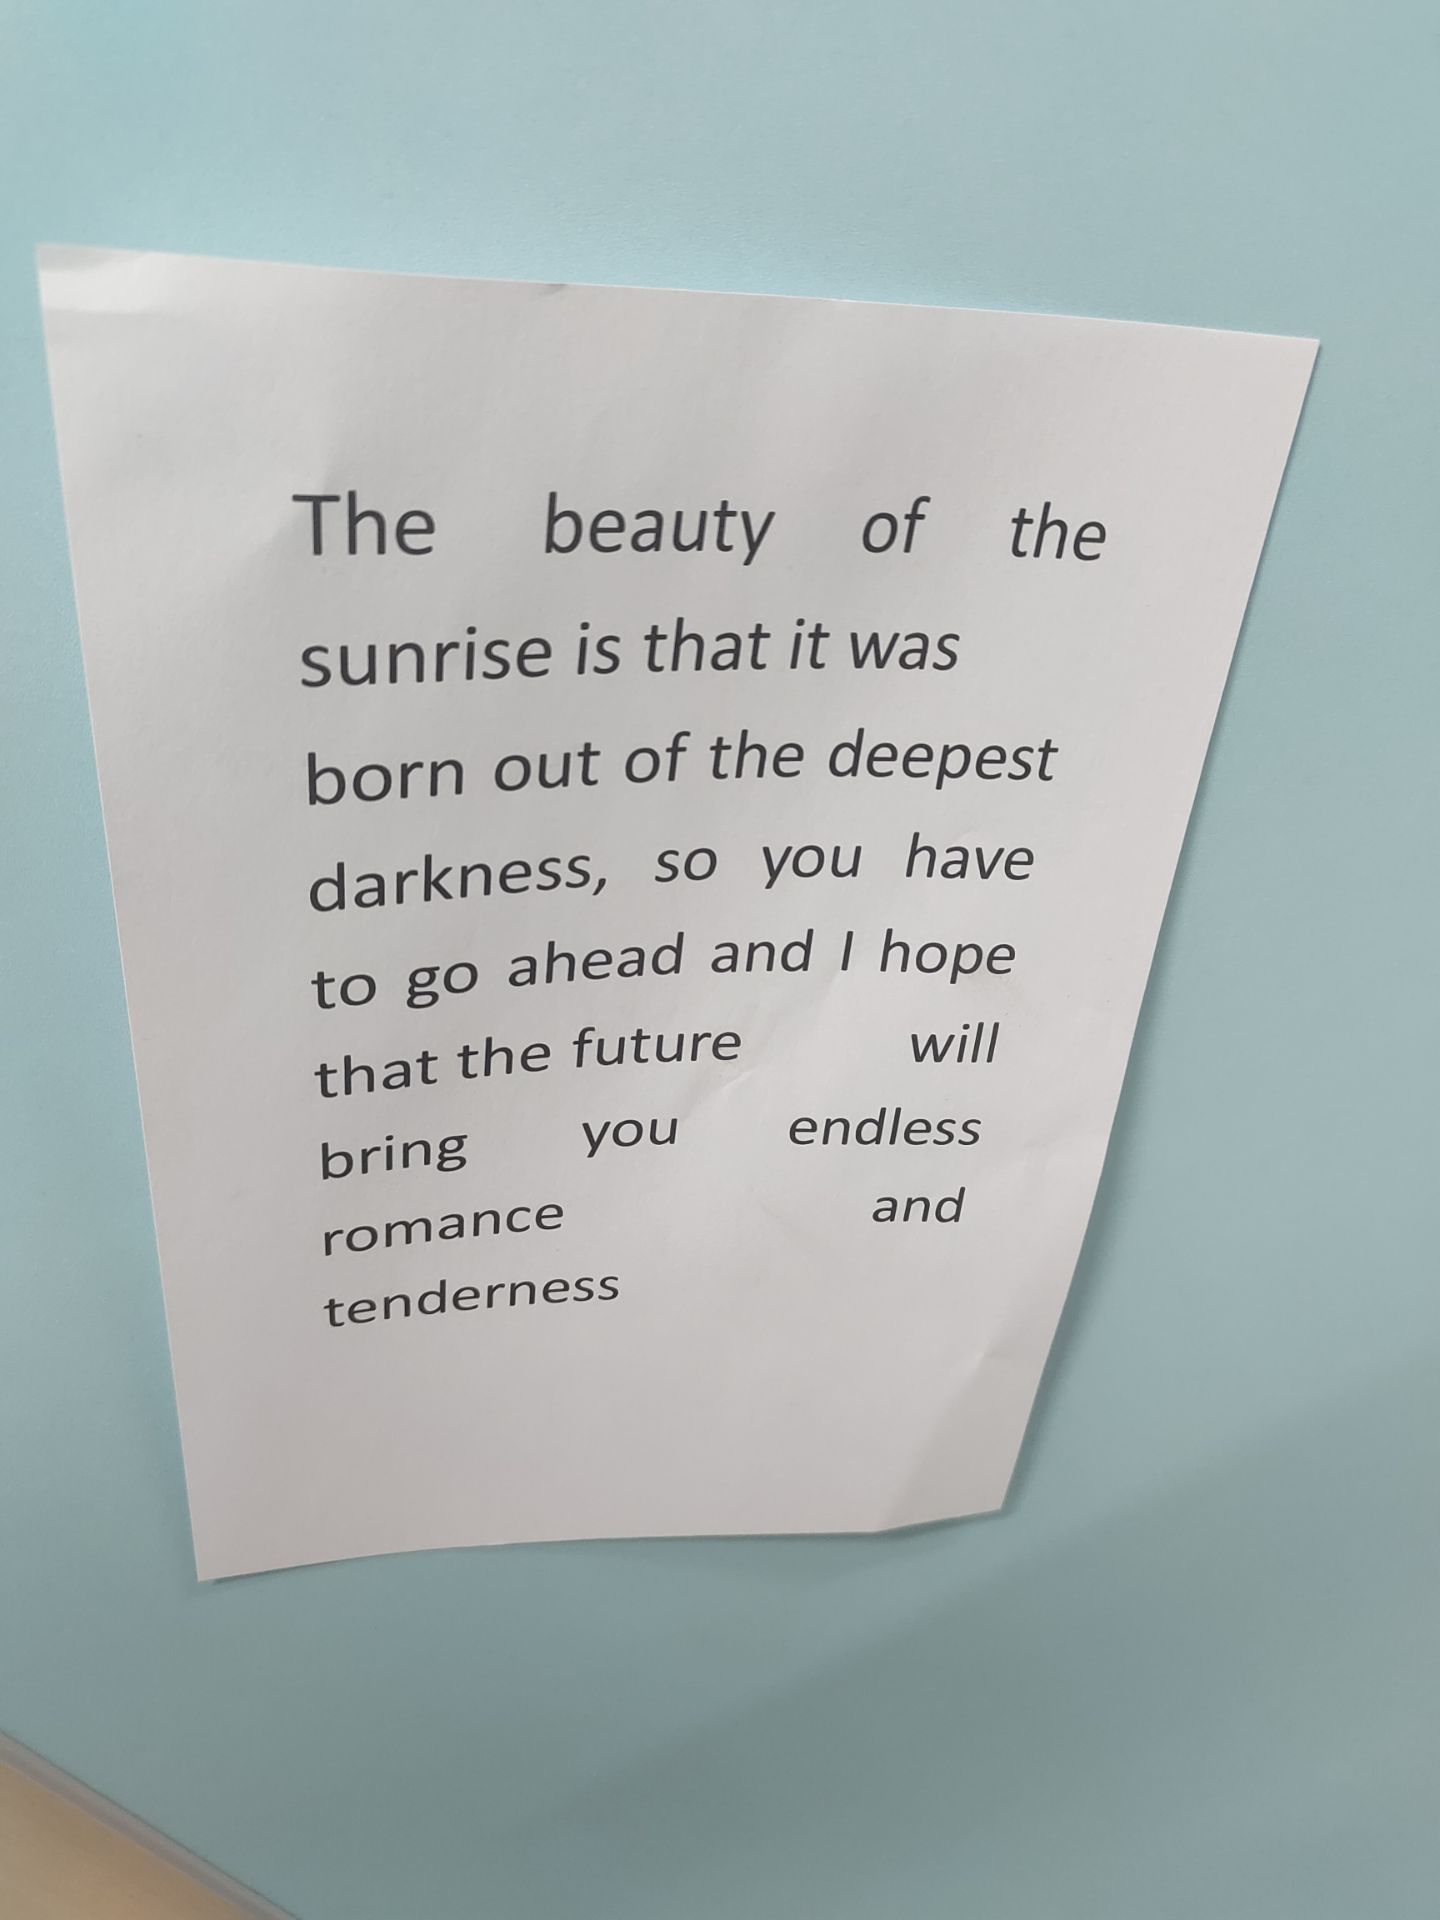 The beauty of the
sunrise is that it was
born out of the deepest
darkness, so you have
to go ahead and I hope
that the future will
bring you endless
romance and
tenderness